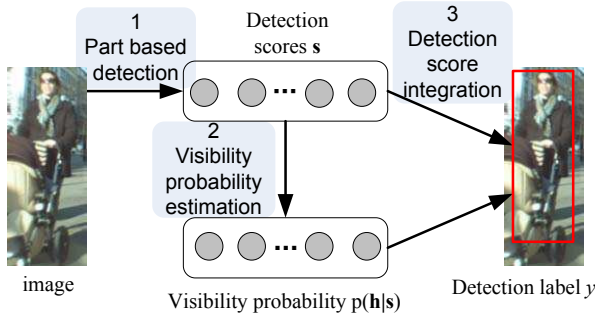 1
Part based
detection
Detection
scores s
3
Detection
score
integration
2
Visibility
probability
estimation
image
Visibility probability p(h|s)
Detection label y